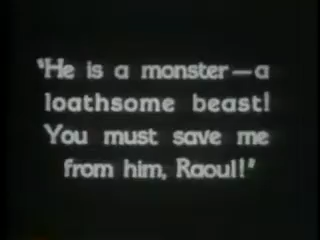 "He is a monster—a
loathsome beast!
You must save me
from him, Raoul!"